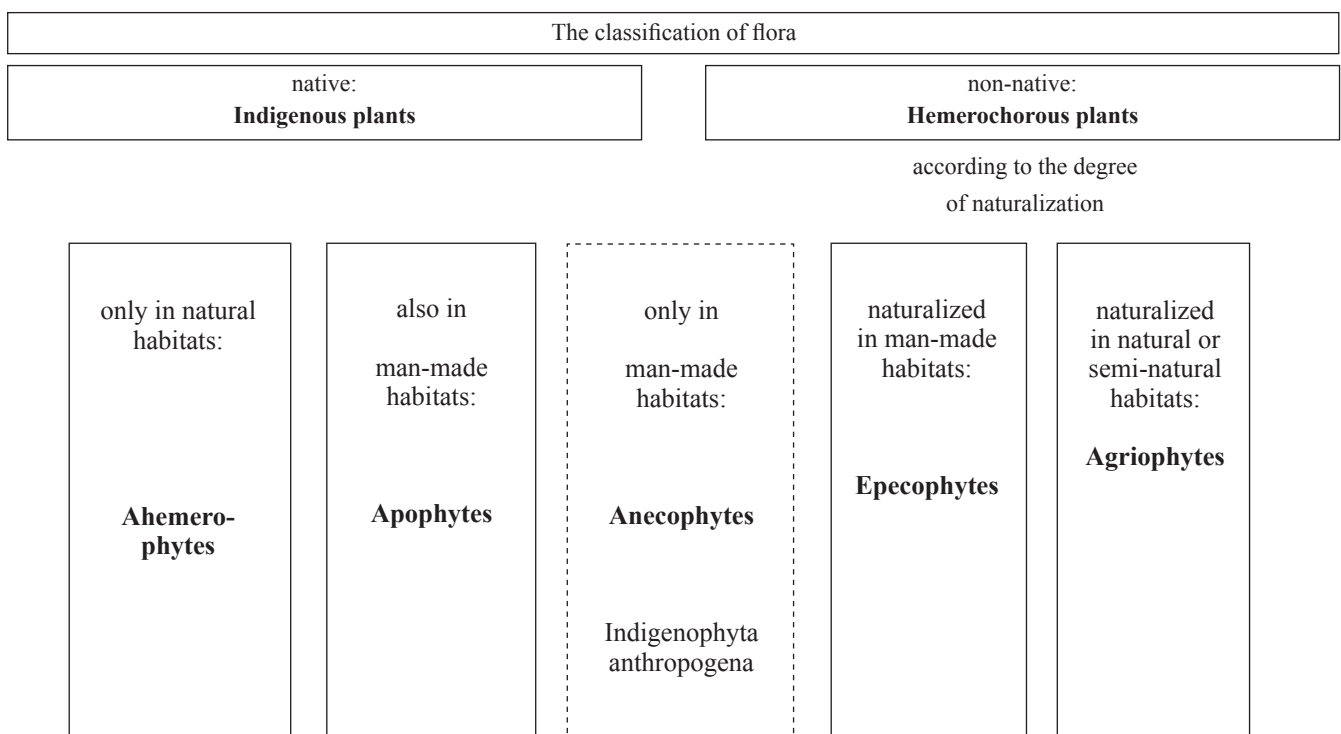 The classification of flora
native:
Indigenous plants
non-native:
Hemerochorous plants
according to the degree
of naturalization
only in natural
habitats:
Ahemero-
phytes
also in
man-made
habitats:
Apophytes
only in
man-made
habitats:
Anecophytes
Indigenophyta
anthropogena
naturalized
in man-made
habitats:
Epecophytes
naturalized
in natural or
semi-natural
habitats:
Agriophytes